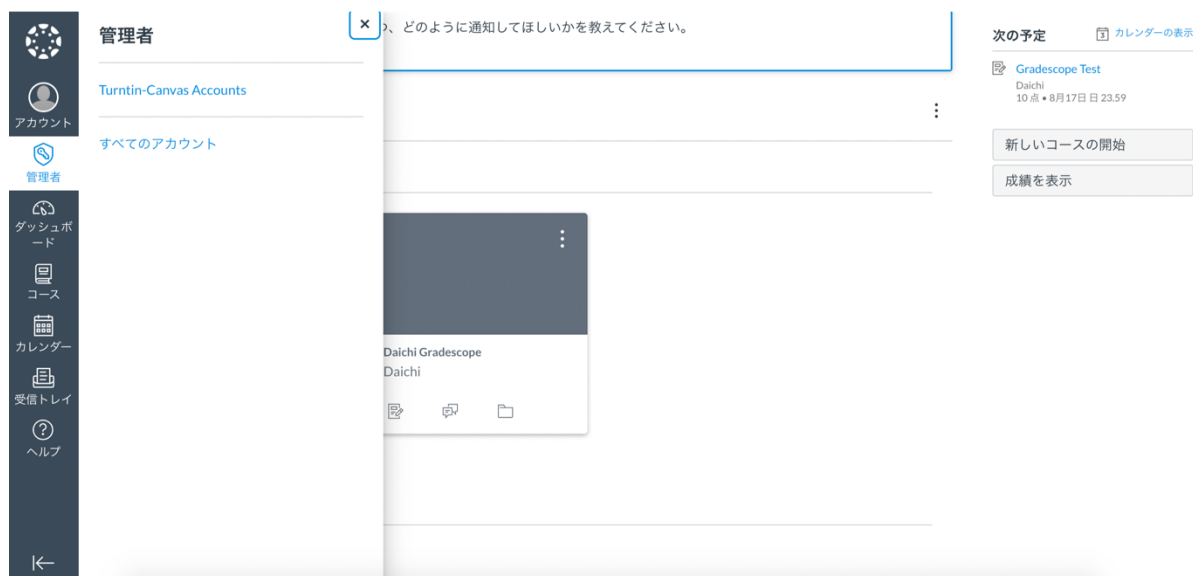 アカウント
管理者
ダッシュボ
ード
コース
カレンダー
受信トレイ
ヘルプ
管理者
Turntin-Canvas Accounts
すべてのアカウント
、どのように通知してほしいかを教えてください。
Daichi Gradescope
Daichi
次の予定
カレンダーの表示
Gradescope Test
Daichi
10 点 • 8月17日 日 23.59
新しいコースの開始
成績を表示